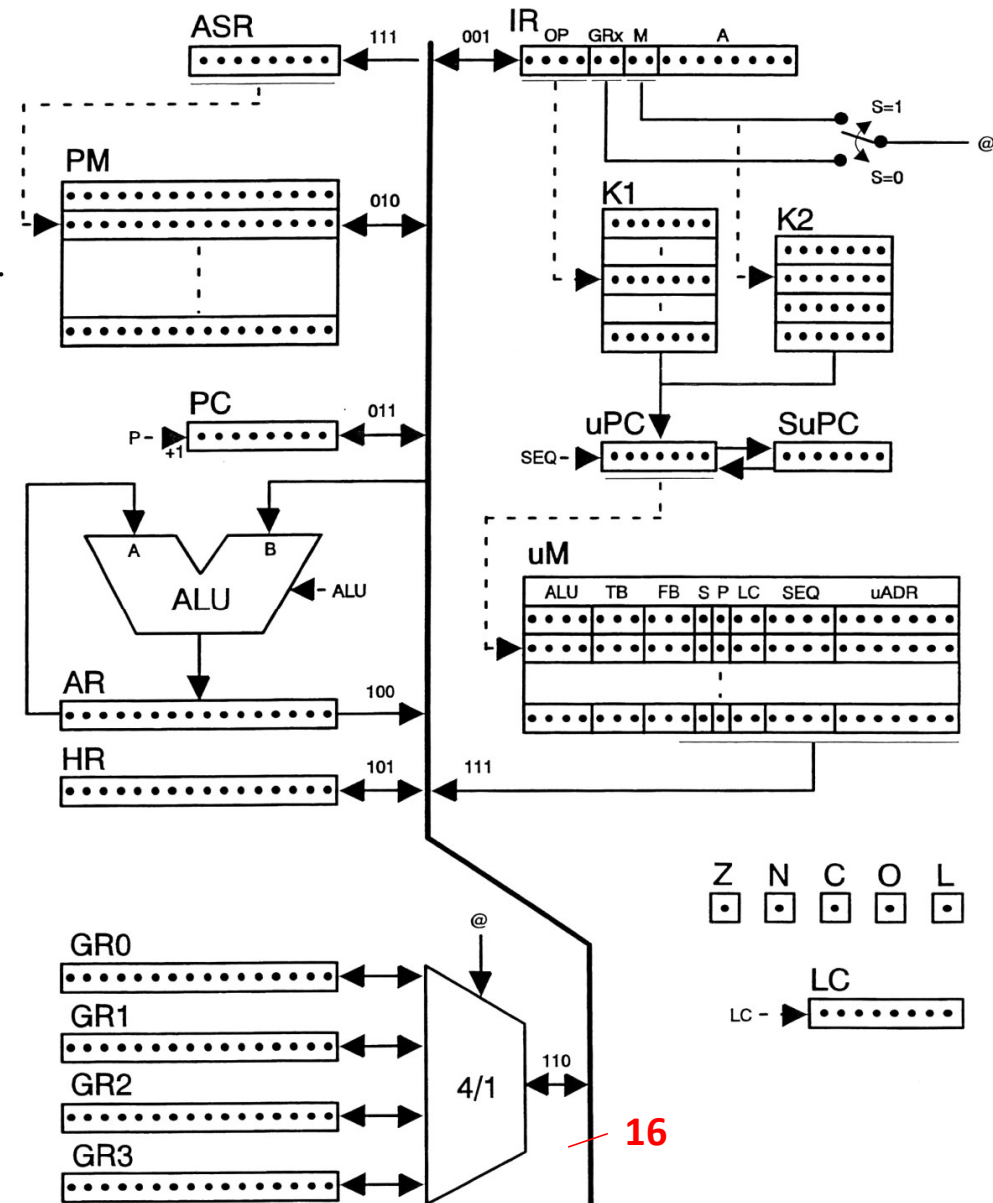 ASR
111
001
IR
OP GRx M A
S=1
@
S=0
PM
010
K1
K2
PC
011
P
+1
uPC
SuPC
SEQ
A
B
ALU
ALU
uM
ALU TB FB S P LC SEQ uADR
AR
100
HR
101
111
Z N C O L
@
GR0
LC
LC
GR1
GR2
4/1
110
GR3
16